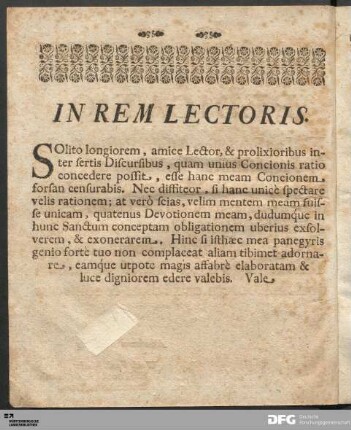 IN REM LECTORIS.
SOlito longiorem, amice Lector, & prolixioribus in-
ter sertis Discursibus, quam unius Concionis ratio
concedere possit, esse hanc meam Concionem
forsan censurabis. Nec diffiteor, si hanc unicè spectare
velis rationem; at verò scias, velim mentem meam fuis-
se unicam, quatenus Devotionem meam, dudumque in
hunc Sanctum conceptam obligationem uberius exsol-
verem, & exonerarem. Hinc si isthæc mea panegyris
genio fortè tuo non complaceat aliam tibimet adorna-
re, eamque utpote magis affabrè elaboratam &
luce digniorem edere valebis. Vale
DFG Deutsche
Forschungsgemeinschaft